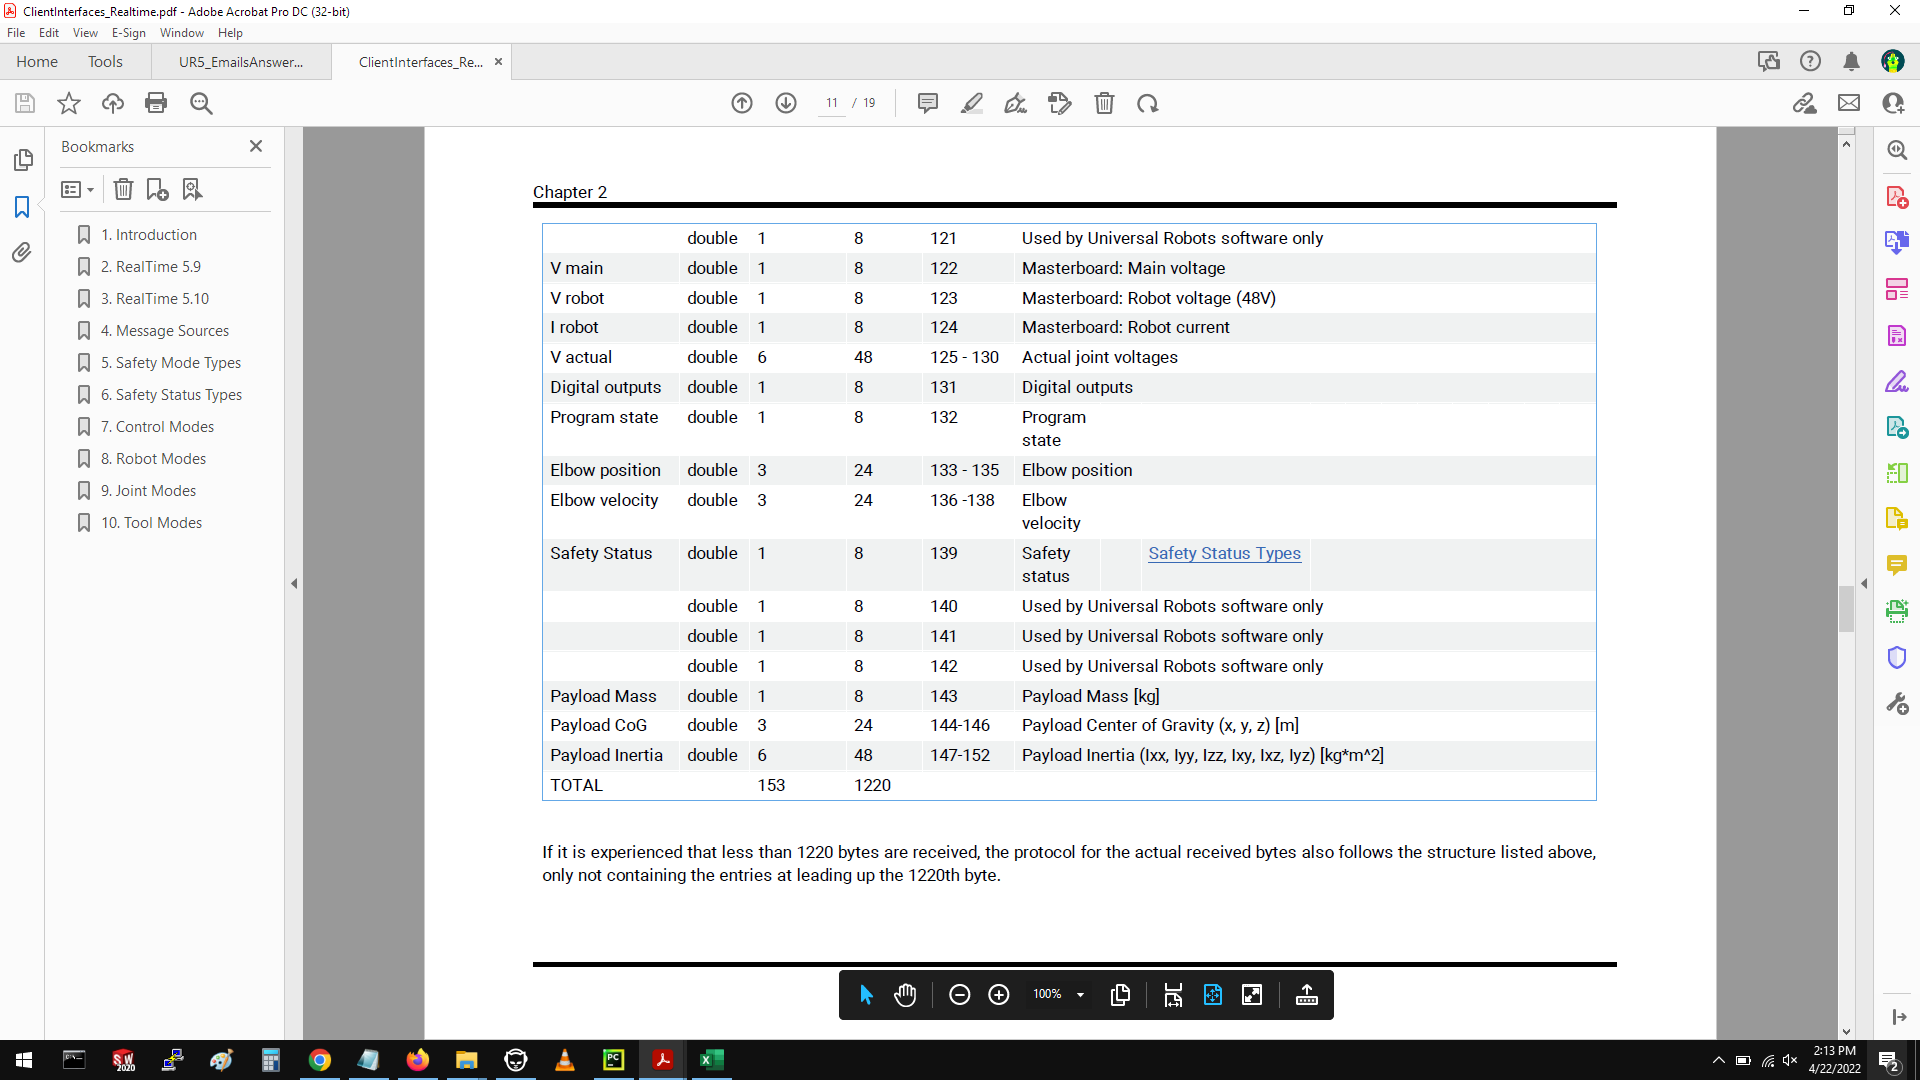 ClientInterfaces_Realtime.pdf - Adobe Acrobat Pro DC (32-bit)
File Edit View E-Sign Window Help
Home Tools UR5_EmailsAnswer... ClientInterfaces_Re... ×
11 / 19
Bookmarks
1. Introduction
2. RealTime 5.9
3. RealTime 5.10
4. Message Sources
5. Safety Mode Types
6. Safety Status Types
7. Control Modes
8. Robot Modes
9. Joint Modes
10. Tool Modes
Chapter 2
double 1 8 121 Used by Universal Robots software only
V main double 1 8 122 Masterboard: Main voltage
V robot double 1 8 123 Masterboard: Robot voltage (48V)
I robot double 1 8 124 Masterboard: Robot current
V actual double 6 48 125 - 130 Actual joint voltages
Digital outputs double 1 8 131 Digital outputs
Program state double 1 8 132 Program
state
Elbow position double 3 24 133 - 135 Elbow position
Elbow velocity double 3 24 136 -138 Elbow
velocity
Safety Status double 1 8 139 Safety Safety Status Types
status
double 1 8 140 Used by Universal Robots software only
double 1 8 141 Used by Universal Robots software only
double 1 8 142 Used by Universal Robots software only
Payload Mass double 1 8 143 Payload Mass [kg]
Payload CoG double 3 24 144-146 Payload Center of Gravity (x, y, z) [m]
Payload Inertia double 6 48 147-152 Payload Inertia (Ixx, Iyy, Izz, Ixy, Ixz, Iyz) [kg*m^2]
TOTAL 153 1220
If it is experienced that less than 1220 bytes are received, the protocol for the actual received bytes also follows the structure listed above,
only not containing the entries at leading up the 1220th byte.
100%
SW
2020
PC
2:13 PM
4/22/2022
2